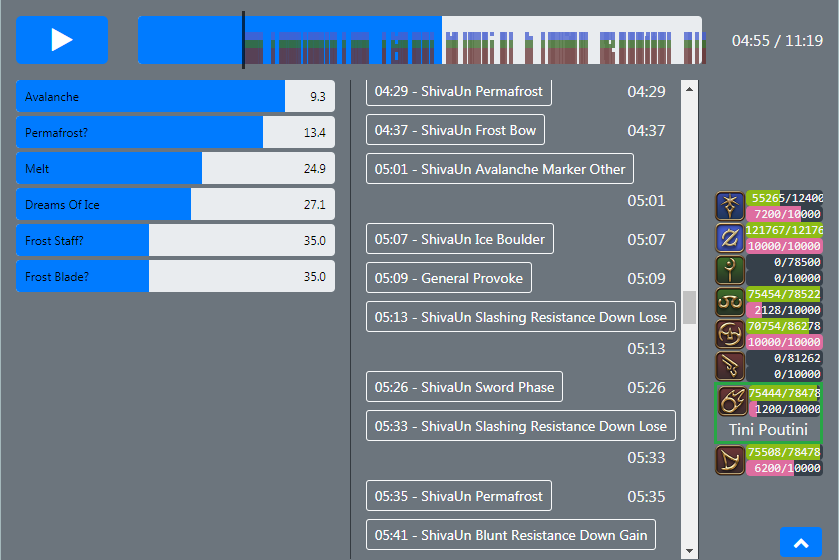 04:55 / 11:19
Avalanche 9.3
Permafrost? 13.4
Melt 24.9
Dreams Of Ice 27.1
Frost Staff? 35.0
Frost Blade? 35.0
04:29 - ShivaUn Permafrost 04:29
04:37 - ShivaUn Frost Bow 04:37
05:01 - ShivaUn Avalanche Marker Other
05:01
05:07 - ShivaUn Ice Boulder 05:07
05:09 - General Provoke 05:09
05:13 - ShivaUn Slashing Resistance Down Lose
05:13
05:26 - ShivaUn Sword Phase 05:26
05:33 - ShivaUn Slashing Resistance Down Lose
05:33
05:35 - ShivaUn Permafrost 05:35
05:41 - ShivaUn Blunt Resistance Down Gain
55265/12400
7200/10000
121767/12176
10000/10000
0/78500
0/10000
75454/78522
2128/10000
70754/86278
10000/10000
0/81262
0/10000
75444/78478
1200/10000
Tini Poutini
75508/78478
6200/10000